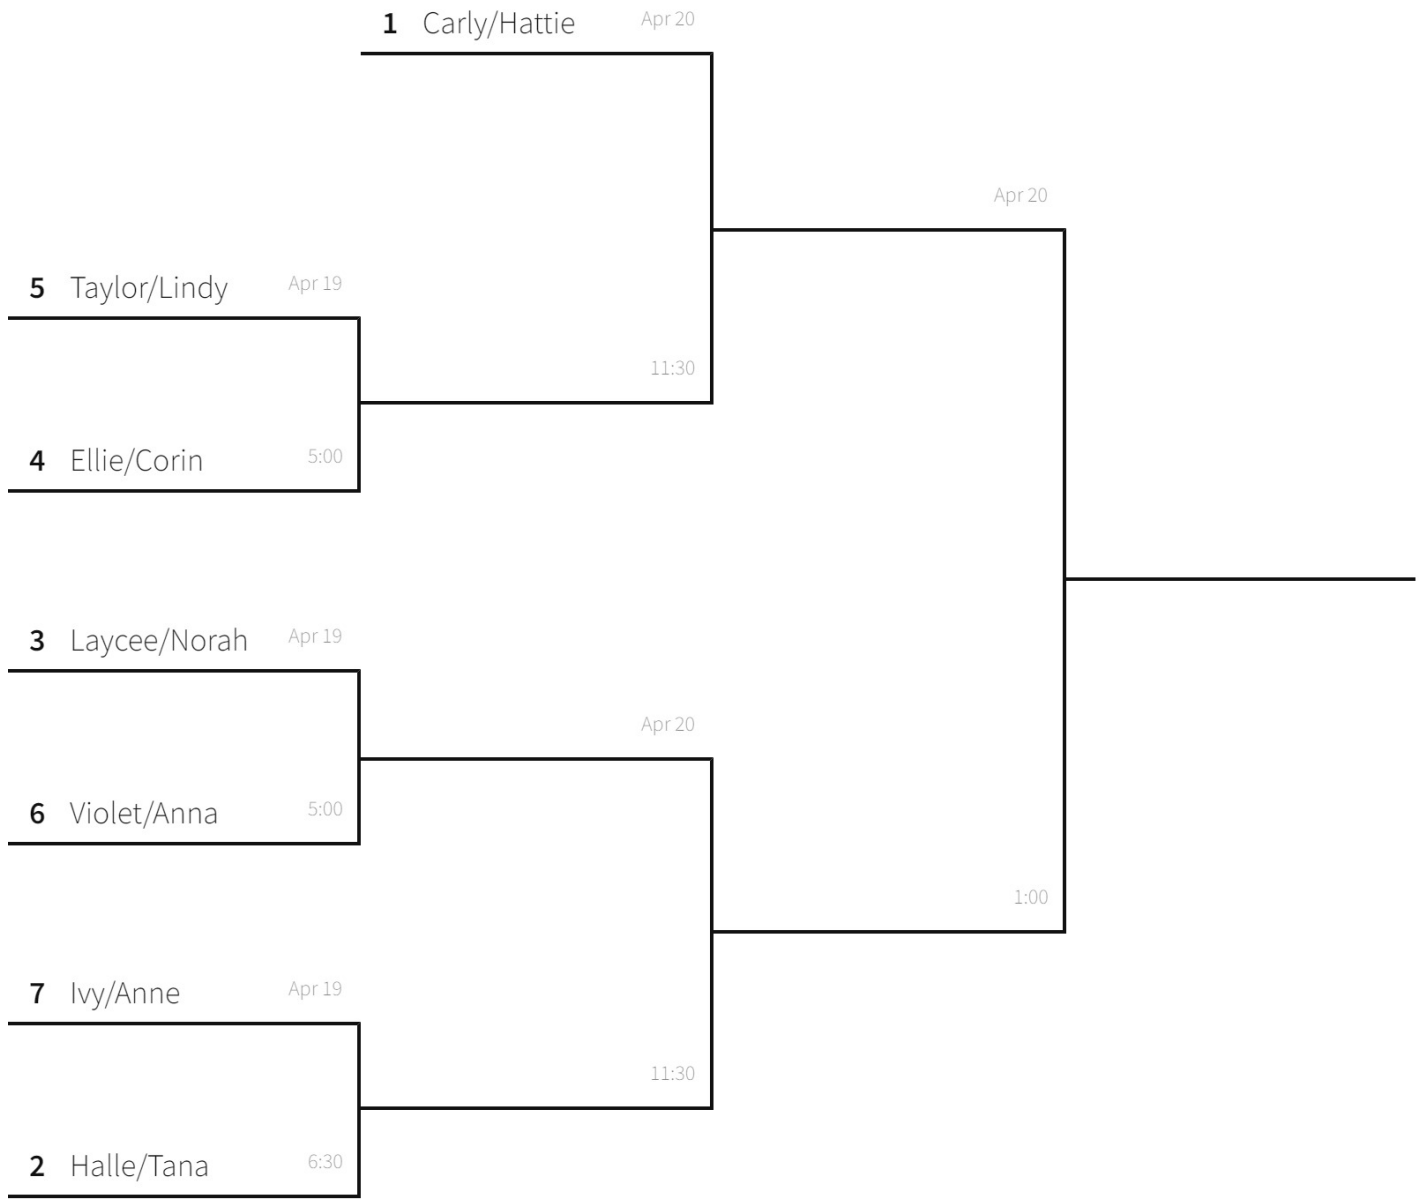 1 Carly/Hattie Apr 20
Apr 20
5 Taylor/Lindy Apr 19
11:30
4 Ellie/Corin 5:00
3 Laycee/Norah Apr 19
Apr 20
6 Violet/Anna 5:00
1:00
7 Ivy/Anne Apr 19
11:30
2 Halle/Tana 6:30